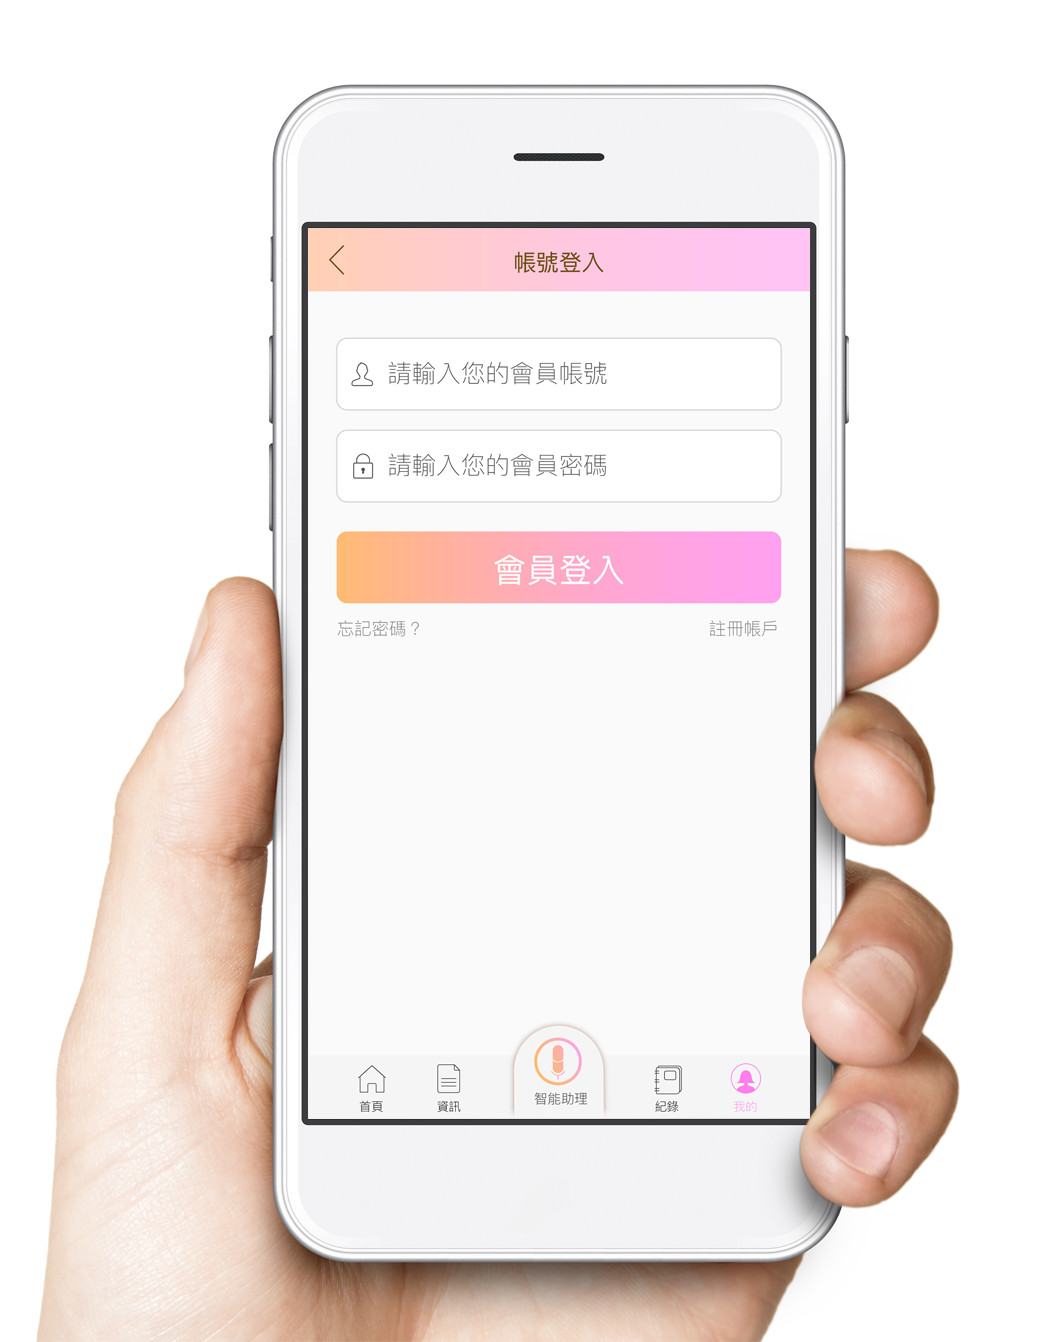 帳號登入
請輸入您的會員帳號
請輸入您的會員密碼
會員登入
忘記密碼？ 註冊帳戶
首頁 資訊 智能助理 紀錄 我的